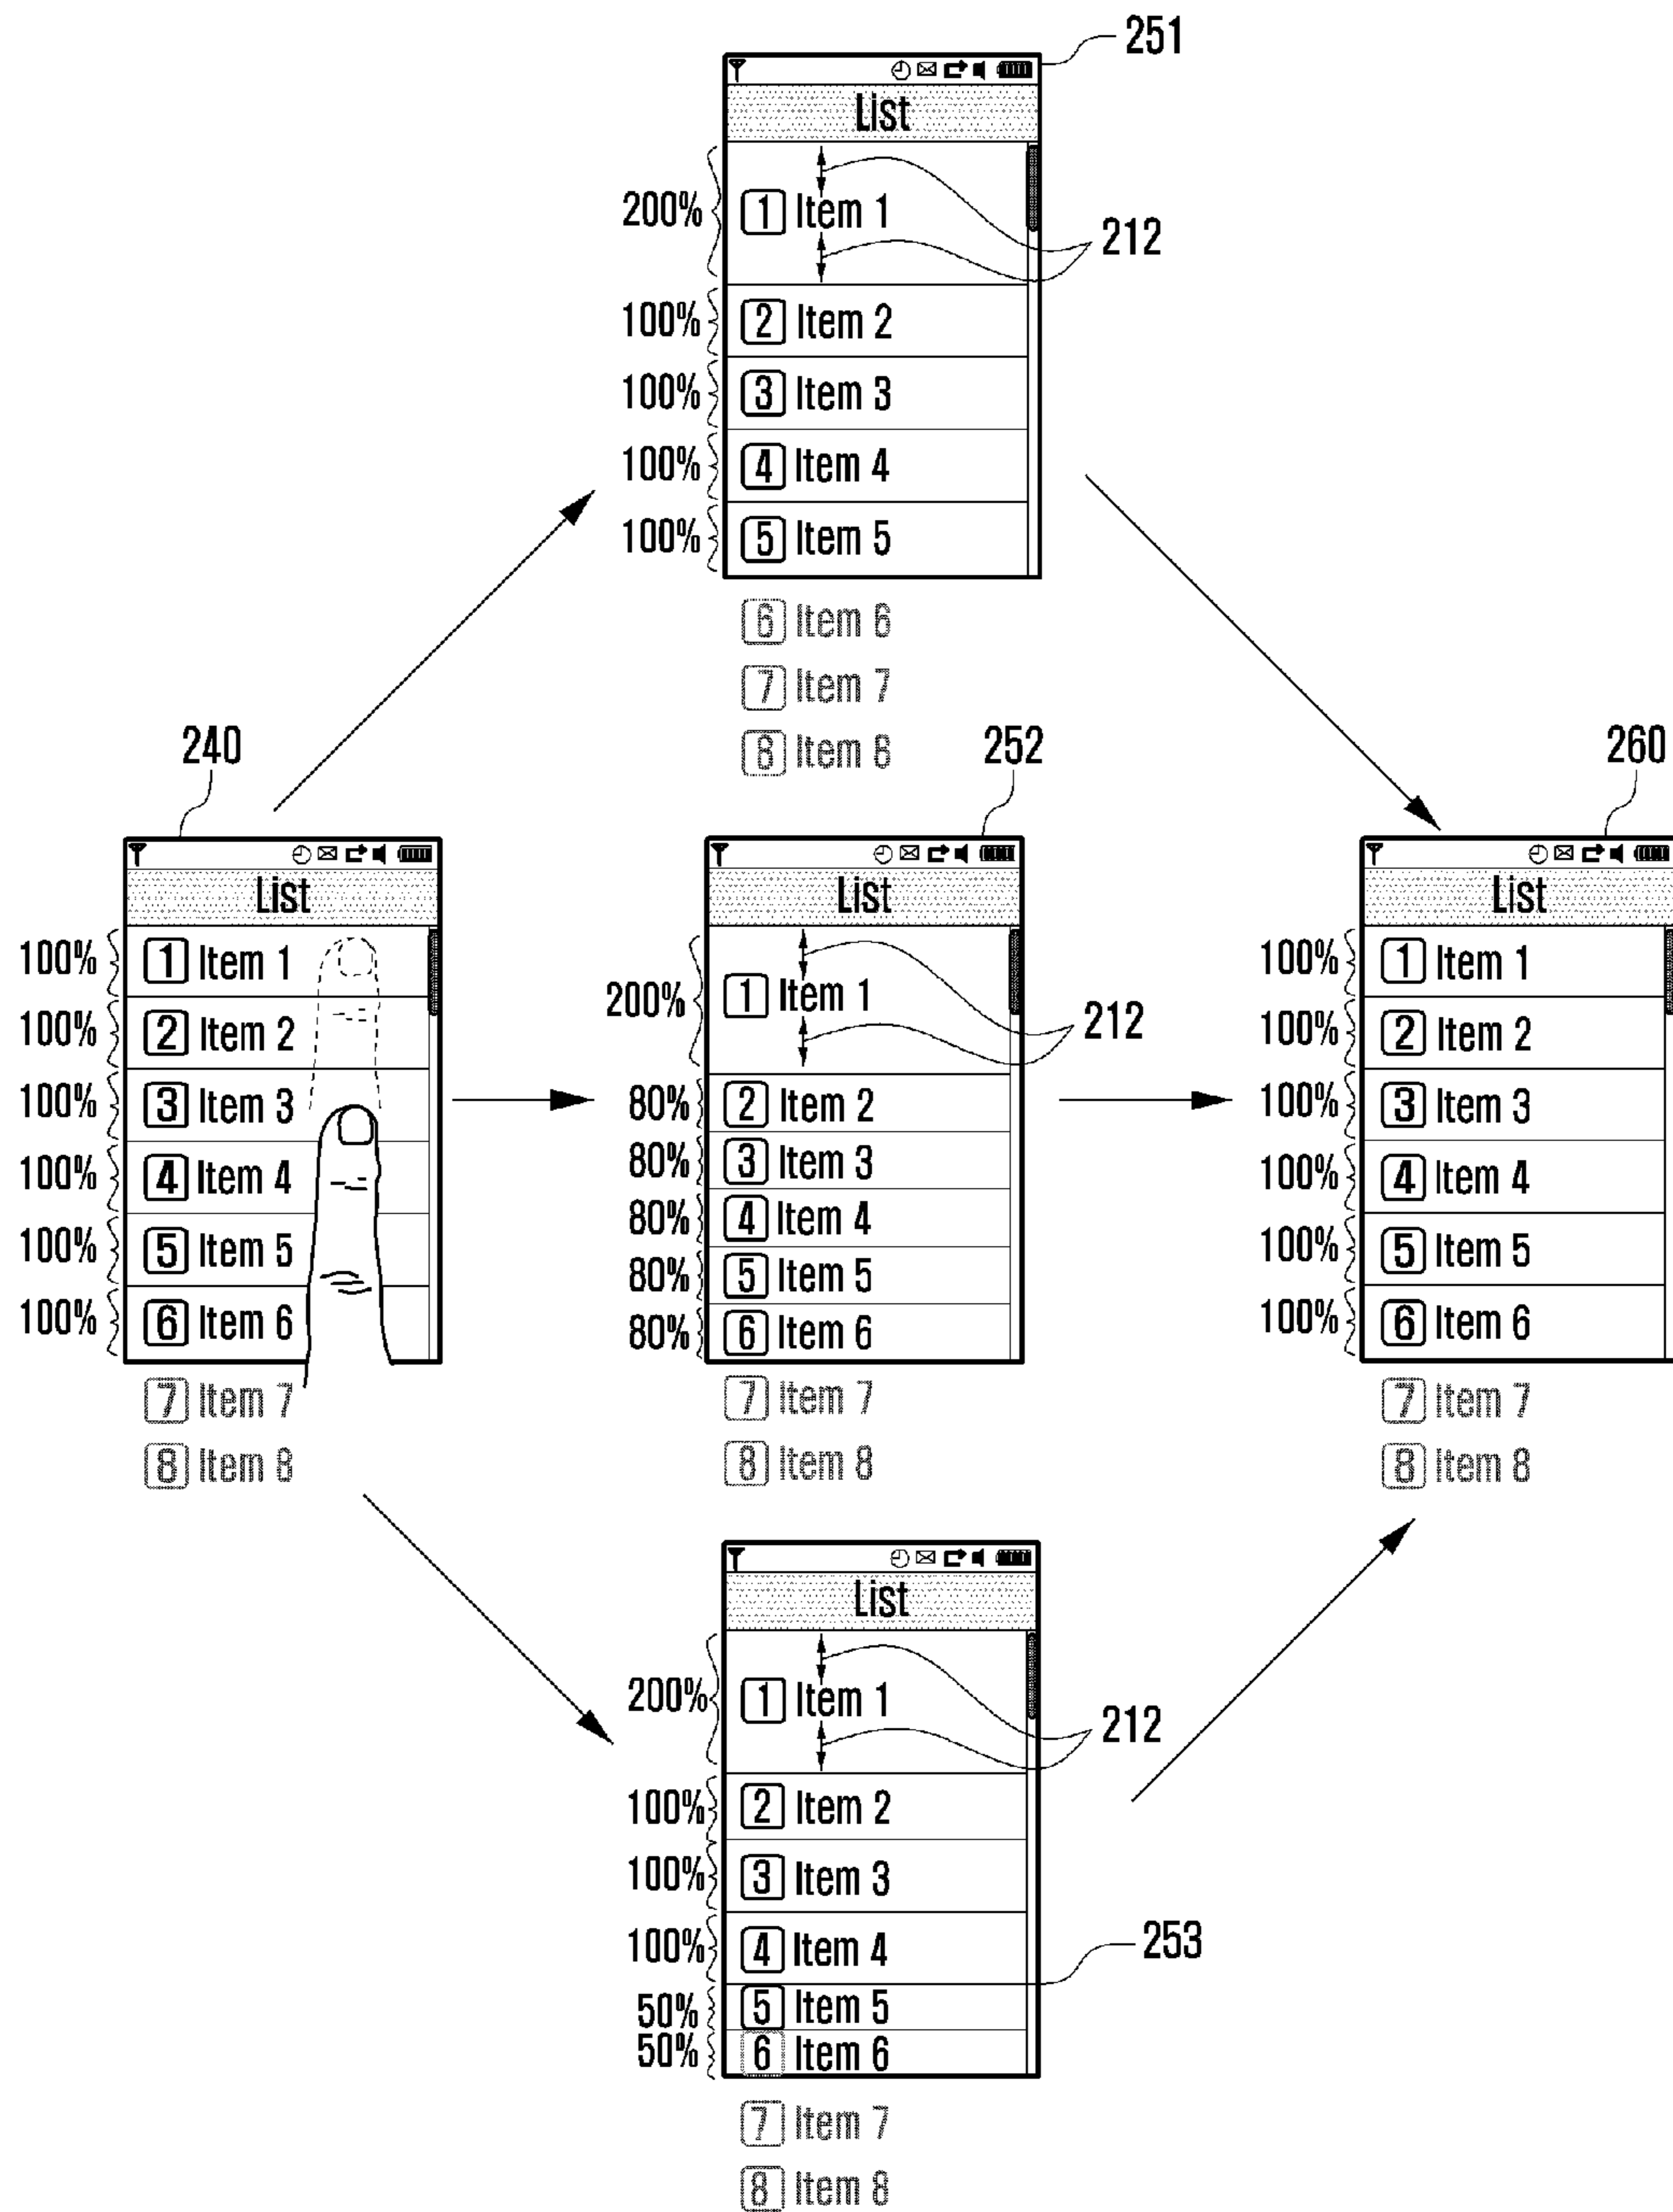 251
List
200% 1 Item 1
212
100% 2 Item 2
100% 3 Item 3
100% 4 Item 4
100% 5 Item 5
6 Item 6
7 Item 7
8 Item 8
240
List
100% 1 Item 1
100% 2 Item 2
100% 3 Item 3
100% 4 Item 4
100% 5 Item 5
100% 6 Item 6
7 Item 7
8 Item 8
252
List
200% 1 Item 1
212
80% 2 Item 2
80% 3 Item 3
80% 4 Item 4
80% 5 Item 5
80% 6 Item 6
7 Item 7
8 Item 8
260
List
100% 1 Item 1
100% 2 Item 2
100% 3 Item 3
100% 4 Item 4
100% 5 Item 5
100% 6 Item 6
7 Item 7
8 Item 8
List
200% 1 Item 1
212
100% 2 Item 2
100% 3 Item 3
100% 4 Item 4
253
50% 5 Item 5
50% 6 Item 6
7 Item 7
8 Item 8